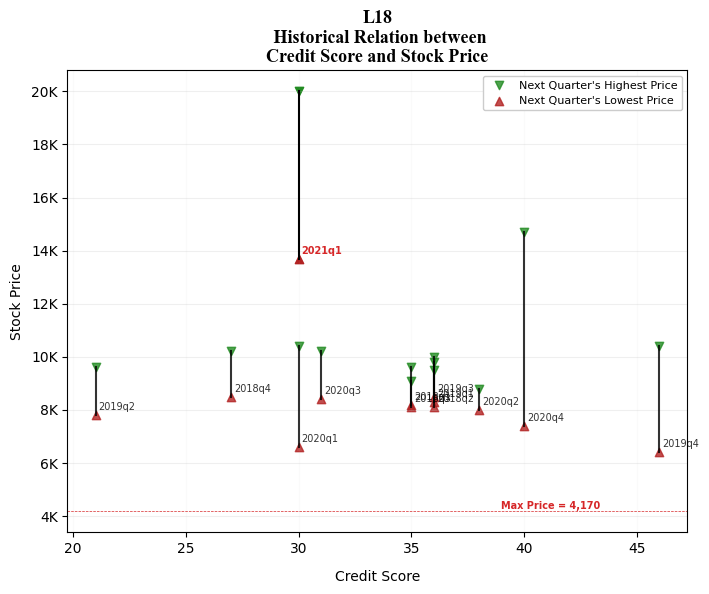 L18
Historical Relation between
Credit Score and Stock Price
Next Quarter's Highest Price
Next Quarter's Lowest Price
20K
18K
16K
14K
12K
10K
8K
6K
4K
Stock Price
2021q1
2018q4
2020q3
2019q3
2019q2
2020q2
2020q4
2020q1
2019q4
Max Price = 4,170
20
25
30
35
40
45
Credit Score